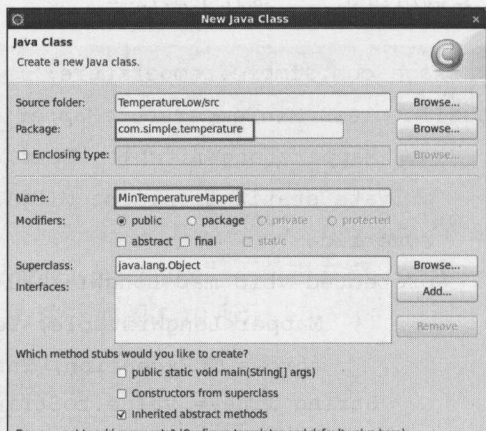 New Java Class
Java Class
Create a new Java class.
Source folder: TemperatureLow/src Browse...
Package: com.simple.temperature Browse...
Enclosing type: Browse...
Name: MinTemperatureMapper
Modifiers: public package private protected
abstract final static
Superclass: java.lang.Object Browse...
Interfaces: Add...
Remove
Which method stubs would you like to create?
public static void main(String[] args)
Constructors from superclass
Inherited abstract methods